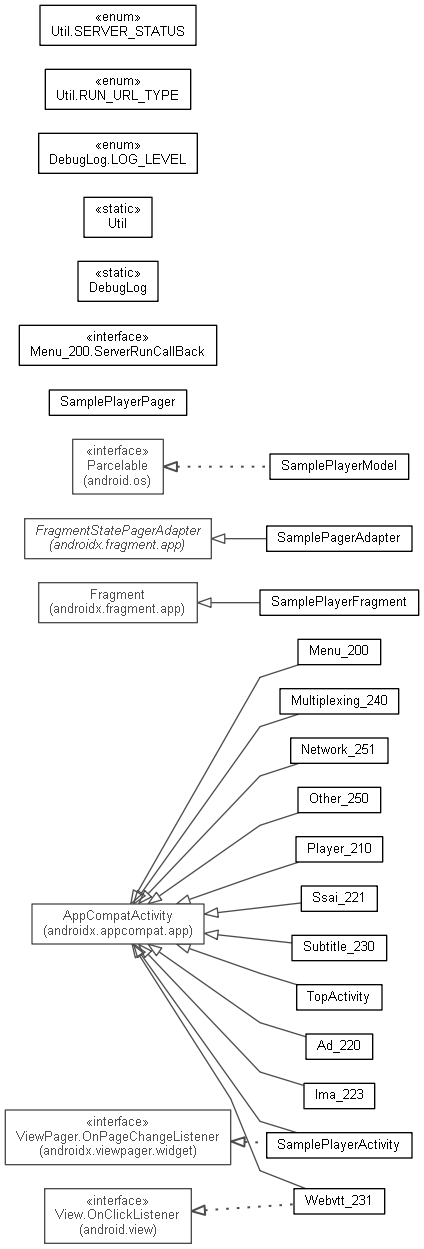 «enum»
Util.SERVER_STATUS
«enum»
Util.RUN_URL_TYPE
«enum»
DebugLog.LOG_LEVEL
«static»
Util
«static»
DebugLog
«interface»
Menu_200.ServerRunCallBack
SamplePlayerPager
«interface»
Parcelable
(android.os)
SamplePlayerModel
FragmentStatePagerAdapter
(androidx.fragment.app)
SamplePagerAdapter
Fragment
(androidx.fragment.app)
SamplePlayerFragment
Menu_200
Multiplexing_240
Network_251
Other_250
Player_210
Ssai_221
AppCompatActivity
(androidx.appcompat.app)
Subtitle_230
TopActivity
Ad_220
Ima_223
«interface»
ViewPager.OnPageChangeListener
(androidx.viewpager.widget)
SamplePlayerActivity
«interface»
View.OnClickListener
(android.view)
Webvtt_231